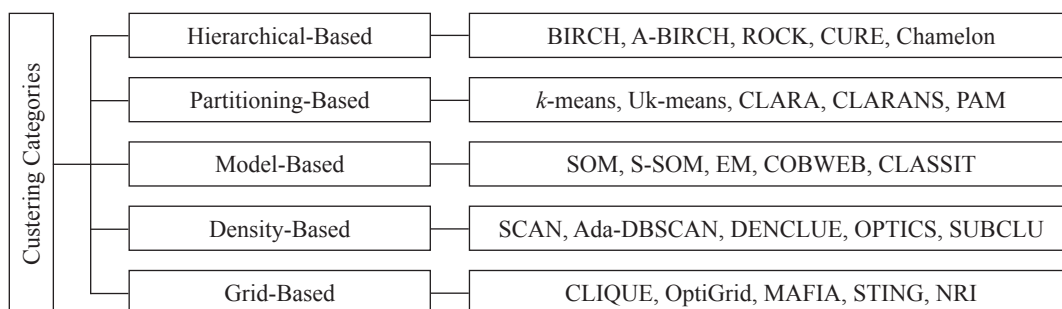 Custering Categories
Hierarchical-Based
BIRCH, A-BIRCH, ROCK, CURE, Chamelon
Partitioning-Based
k-means, Uk-means, CLARA, CLARANS, PAM
Model-Based
SOM, S-SOM, EM, COBWEB, CLASSIT
Density-Based
SCAN, Ada-DBSCAN, DENCLUE, OPTICS, SUBCLU
Grid-Based
CLIQUE, OptiGrid, MAFIA, STING, NRI